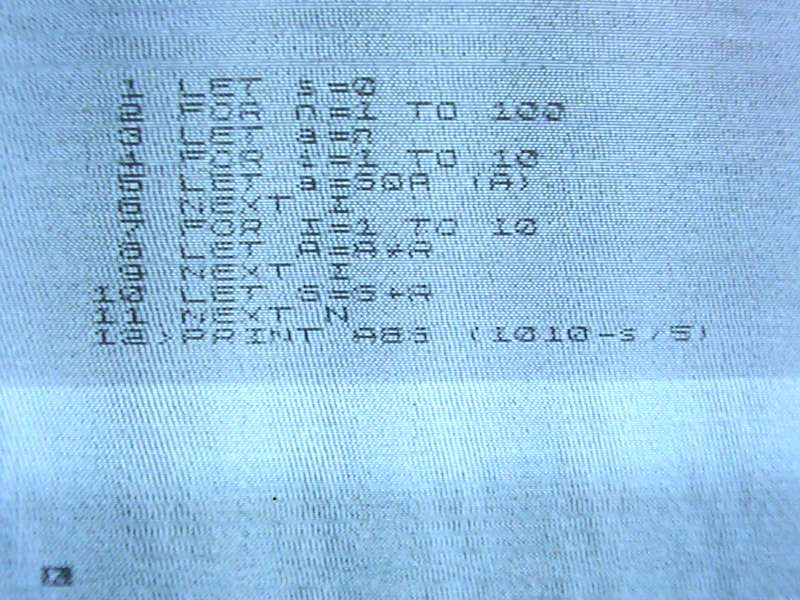 1 LET s=0
2 FOR n=1 TO 100
3 LET a=n
4 FOR i=1 TO 10
5 LET a=SQR (A)
6 NEXT I
7 FOR I=1 TO 10
8 LET A=A*A
9 NEXT I
10 LET S=S+A
11 NEXT N
12>PRINT ABS (1010-s/5)